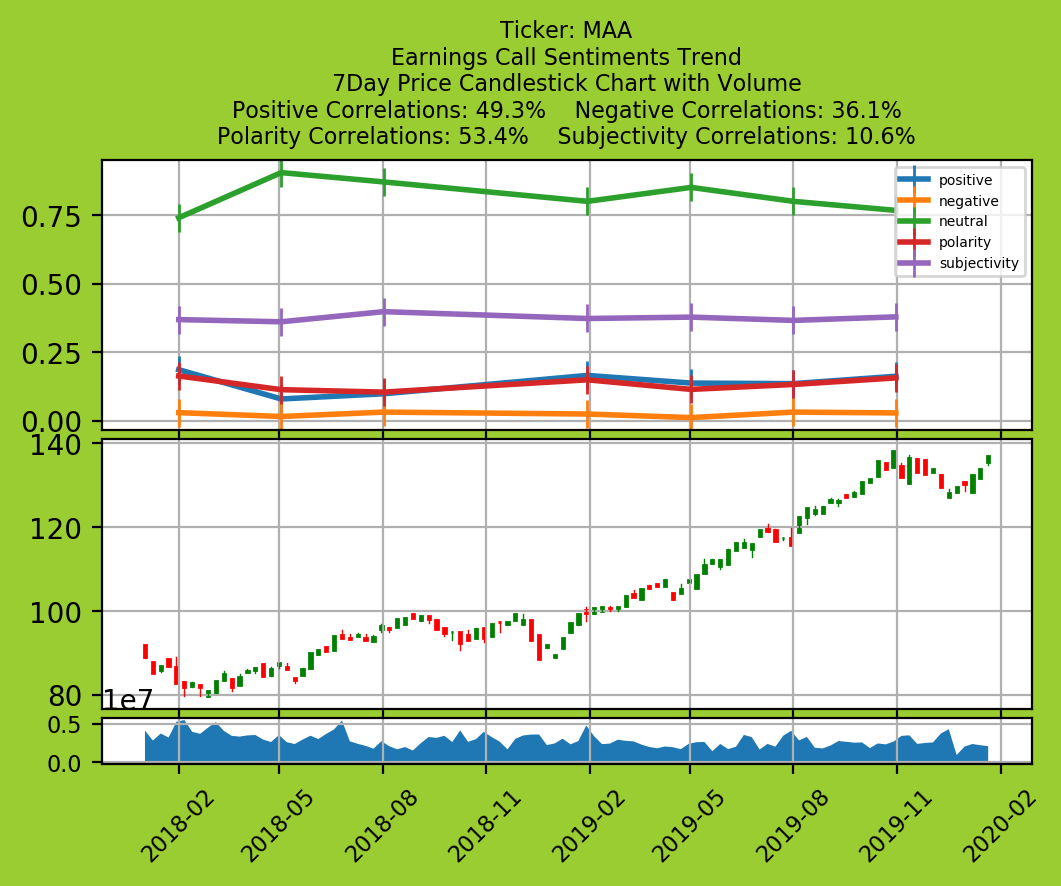 Ticker: MAA
Earnings Call Sentiments Trend
7Day Price Candlestick Chart with Volume
Positive Correlations: 49.3%    Negative Correlations: 36.1%
Polarity Correlations: 53.4%    Subjectivity Correlations: 10.6%
positive
negative
neutral
polarity
subjectivity
0.75
0.50
0.25
0.00
140
120
100
80
1e7
0.5
0.0
2018-02
2018-05
2018-08
2018-11
2019-02
2019-05
2019-08
2019-11
2020-02